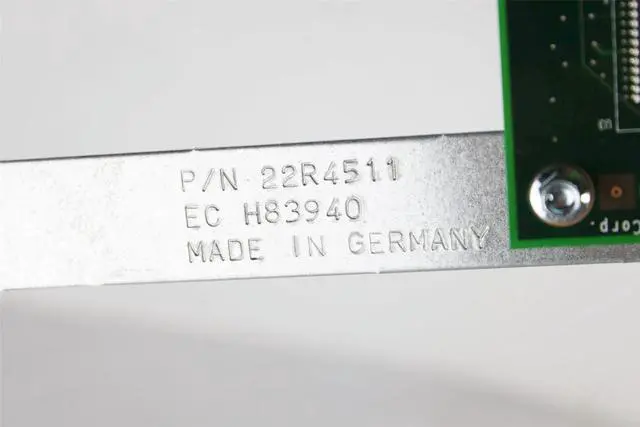 P/N 22R4511
EC H83940
MADE IN GERMANY
Corp.